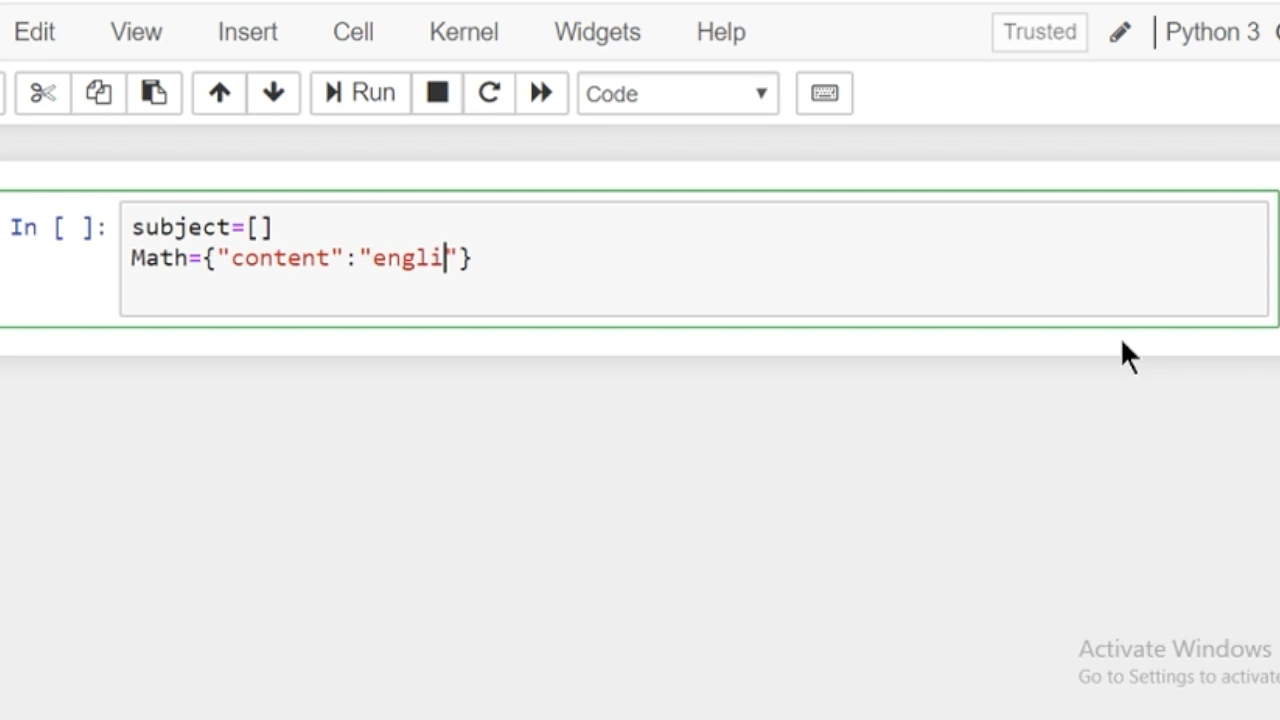 Edit View Insert Cell Kernel Widgets Help Trusted Python 3
Run Code
In [ ]: subject=[]
Math={"content":"engli"}
Activate Windows
Go to Settings to activate